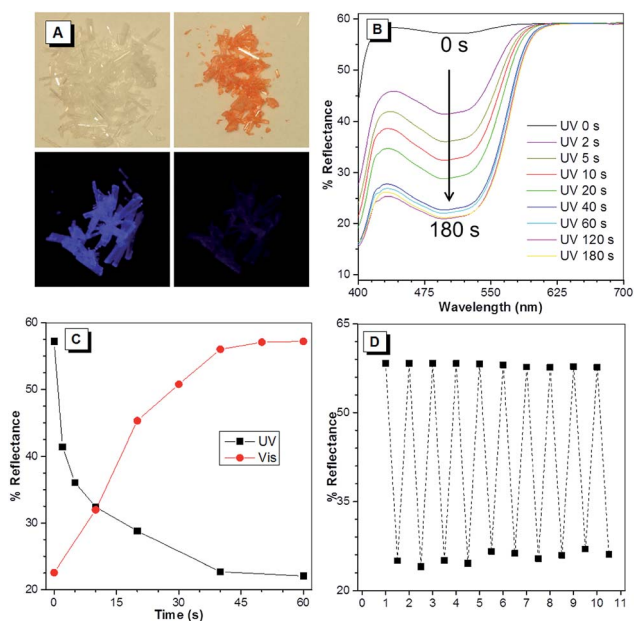 A
B
% Reflectance
60
50
40
30
20
10
0 s
180 s
UV 0 s
UV 2 s
UV 5 s
UV 10 s
UV 20 s
UV 40 s
UV 60 s
UV 120 s
UV 180 s
400 475 550 625 700
Wavelength (nm)
C
% Reflectance
60
50
40
30
20
UV
Vis
0 15 30 45 60
Time (s)
D
% Reflectance
65
50
35
20
0 1 2 3 4 5 6 7 8 9 10 11